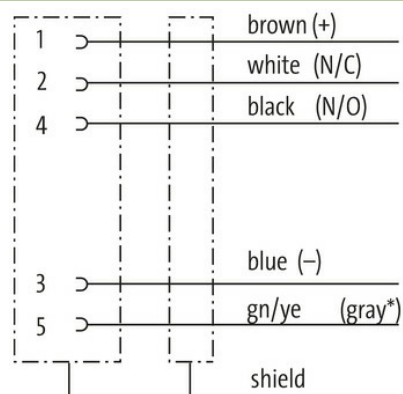 1 brown (+)
2 white (N/C)
4 black (N/O)
3 blue (–)
5 gn/ye (gray*)
shield